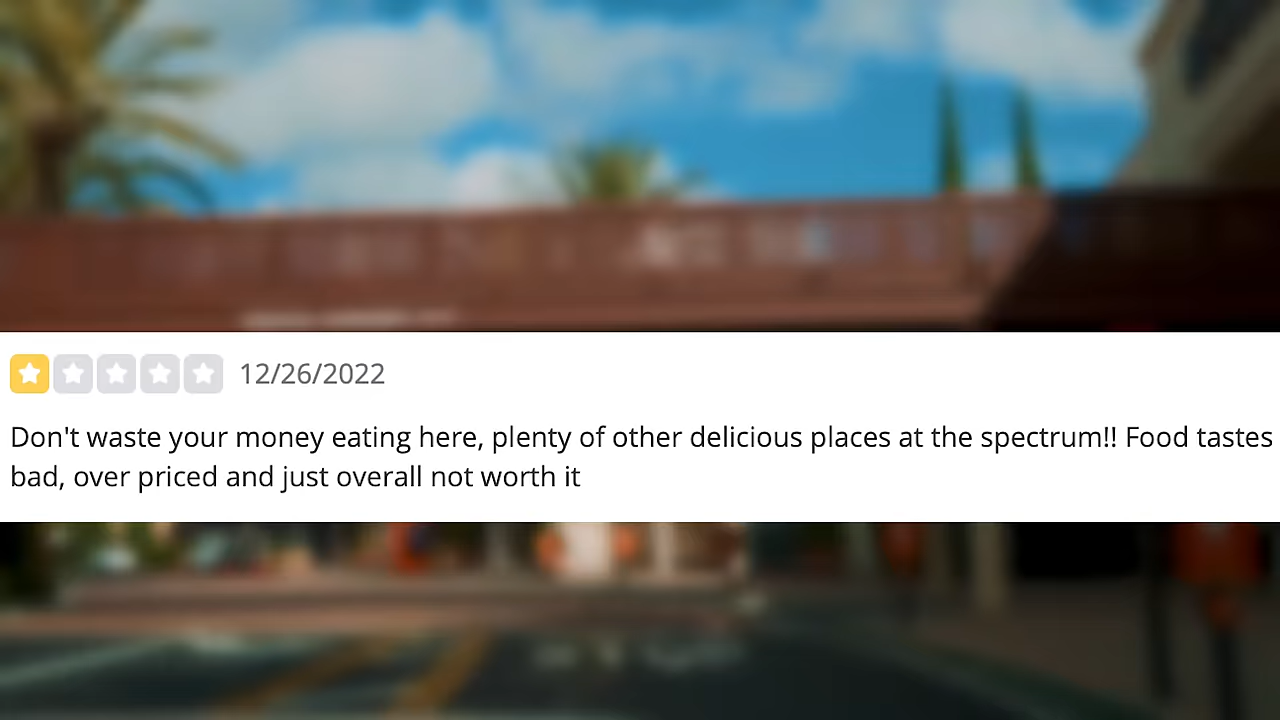 12/26/2022
Don't waste your money eating here, plenty of other delicious places at the spectrum!! Food tastes
bad, over priced and just overall not worth it